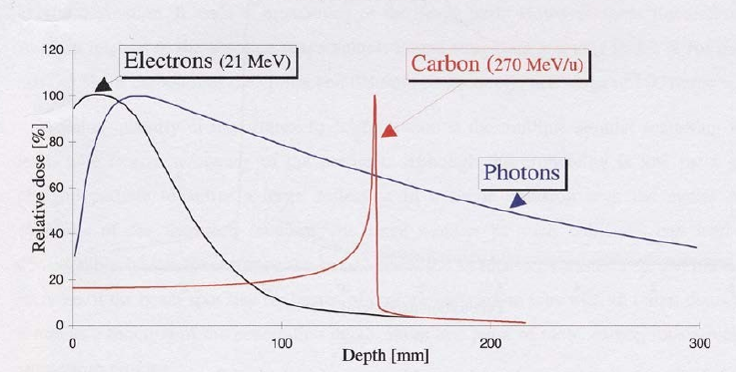 120
Electrons (21 MeV)
Carbon (270 MeV/u)
100
80
Photons
60
40
20
0
Relative dose [%]
0
100
200
300
Depth [mm]